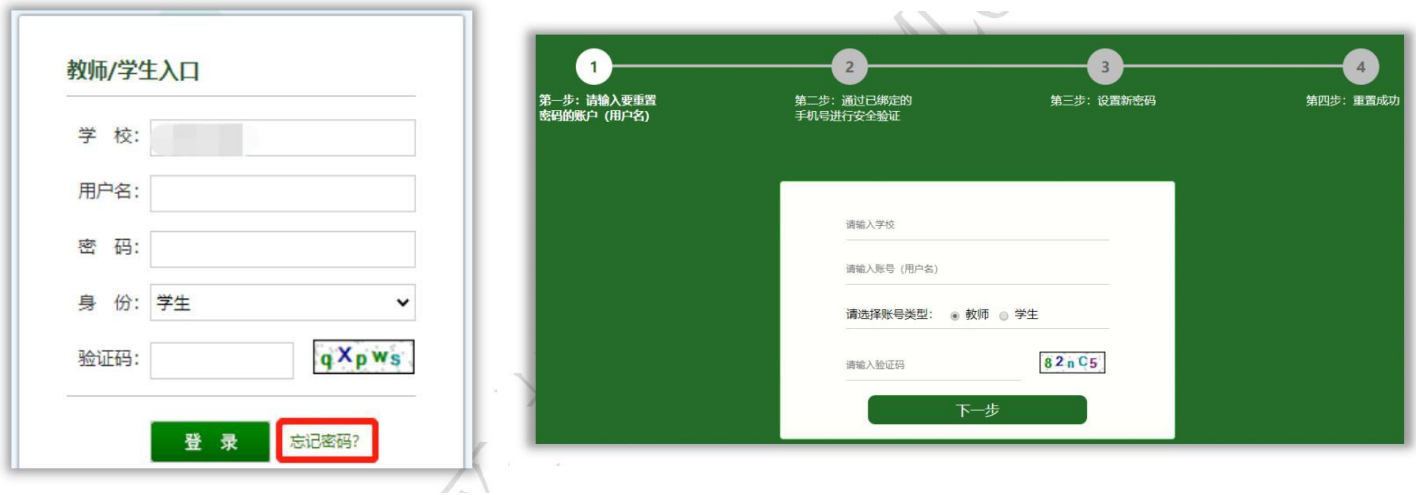 教师/学生入口
学 校：
用户名：
密 码：
身 份： 学生
验证码： qXpws
登 录 忘记密码？
1 2 3 4
第一步：请输入要重置
密码的账户（用户名）
第二步：通过已绑定的
手机号进行安全验证
第三步：设置新密码
第四步：重置成功
请输入学校
请输入账号（用户名）
请选择账号类型： 教师 学生
请输入验证码 82nC5
下一步